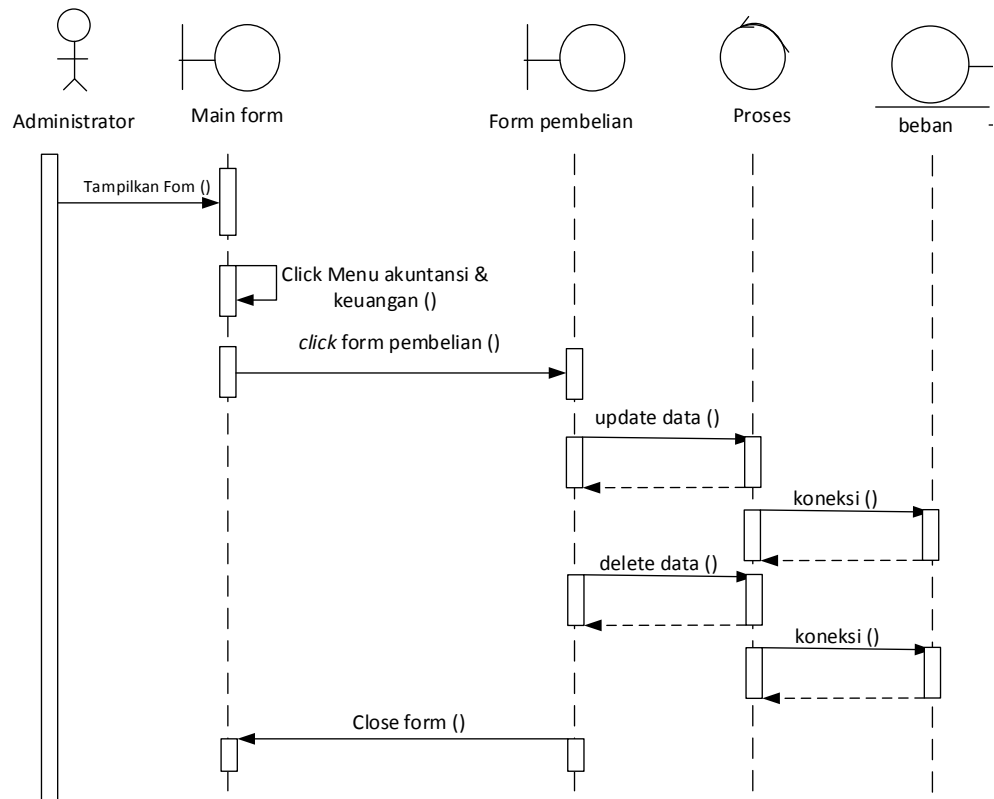 Administrator
Main form
Form pembelian
Proses
beban
Tampilkan Fom ()
Click Menu akuntansi &
keuangan ()
click form pembelian ()
update data ()
koneksi ()
delete data ()
koneksi ()
Close form ()